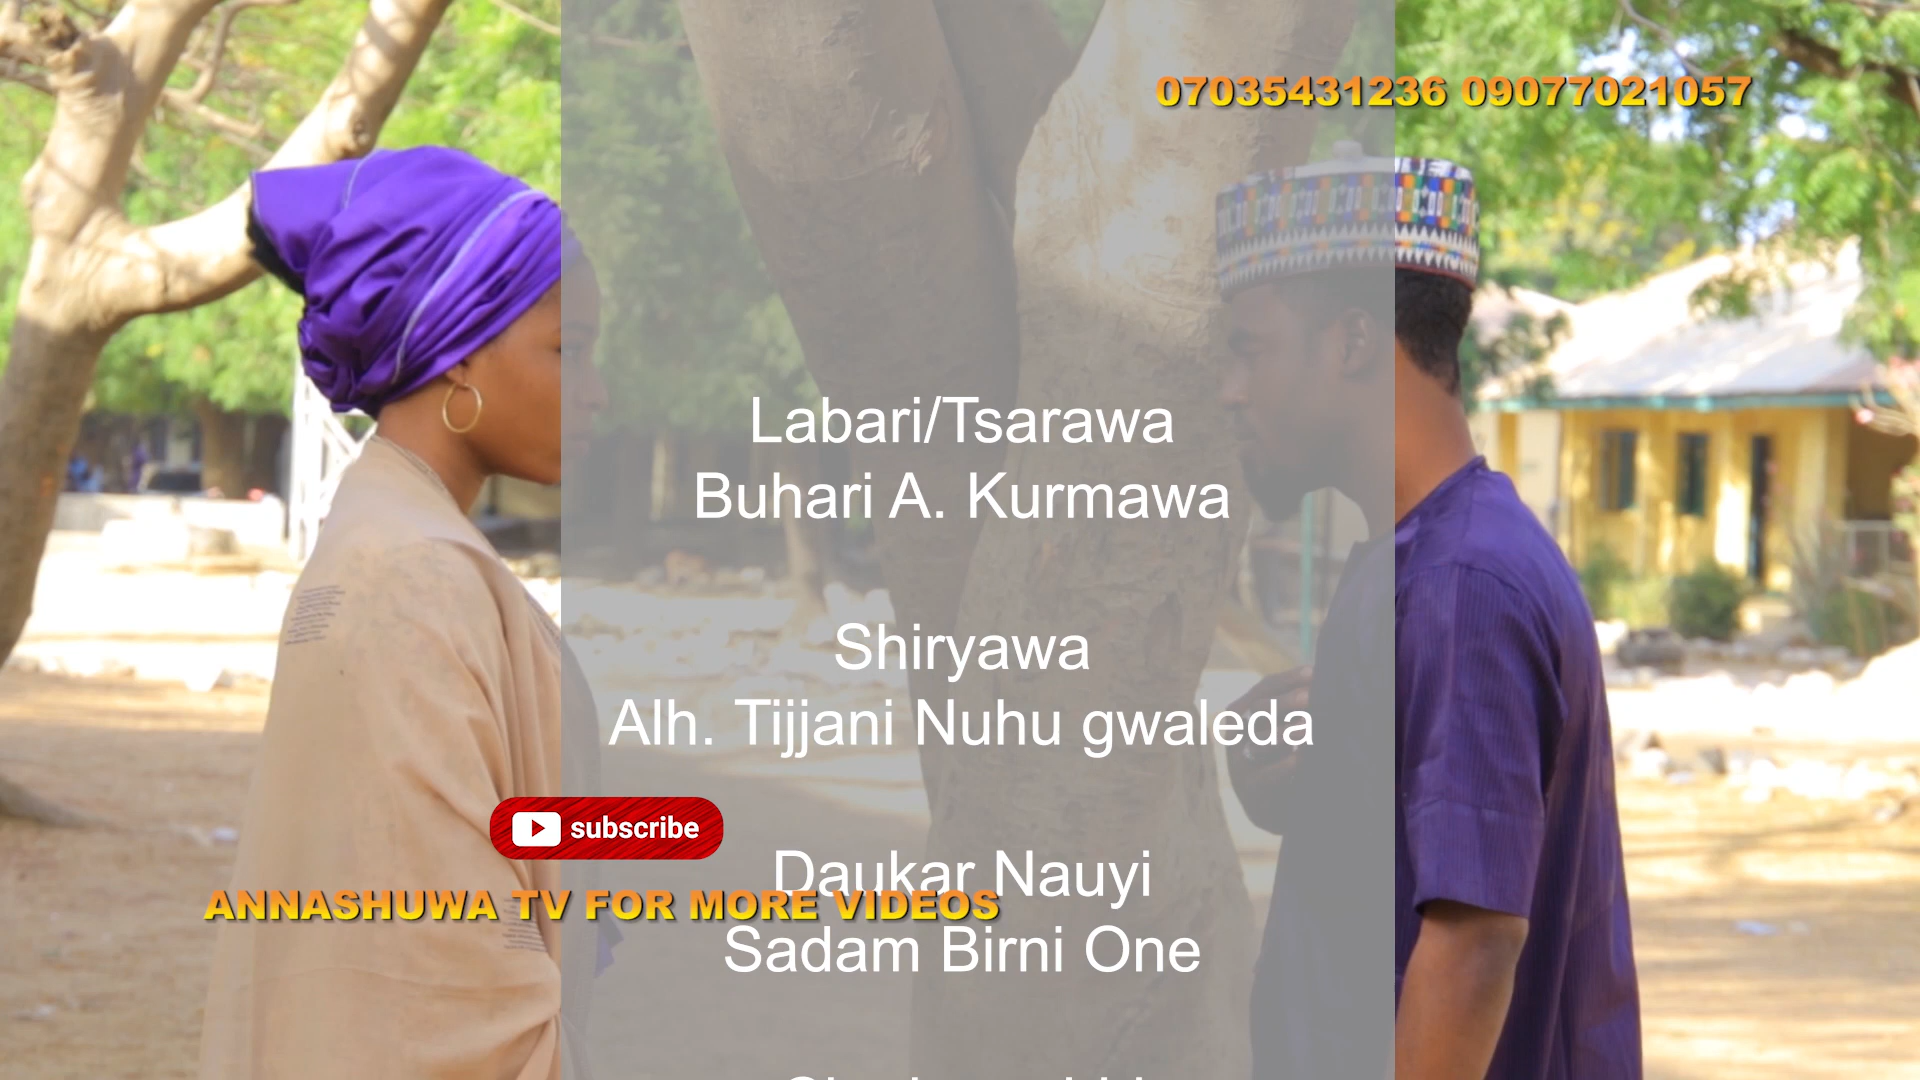 07035431236 09077021057
Labari/Tsarawa
Buhari A. Kurmawa
Shiryawa
Alh. Tijjani Nuhu gwaleda
subscribe
Daukar Nauyi
ANNASHUWA TV FOR MORE VIDEOS
Sadam Birni One